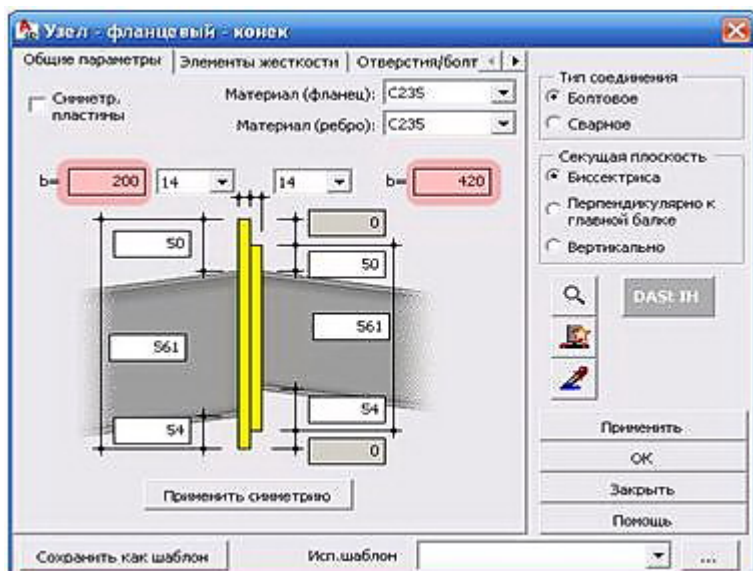 Узел - фланцевый - конек
Общие параметры
Элементы жесткости
Отверстия/болт
Симметр. пластины
Материал (фланец): C235
Материал (ребро): C235
b= 200 14 14 b= 420
0
50 50
561 561
54 54
0
Применить симметрию
Тип соединения
Болтовое
Сварное
Секущая плоскость
Биссектриса
Перпендикулярно к
главной балке
Вертикально
DASt IH
Применить
OK
Закрыть
Помощь
Сохранить как шаблон
Исп.шаблон
...